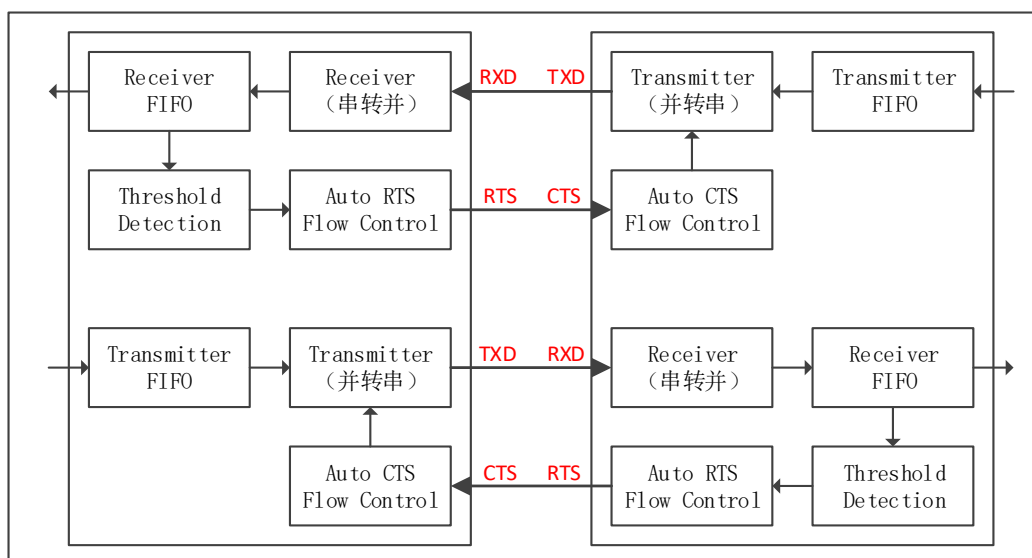 Receiver
FIFO
Receiver
（串转并）
RXD
TXD
Transmitter
（并转串）
Transmitter
FIFO
Threshold
Detection
Auto RTS
Flow Control
RTS
CTS
Auto CTS
Flow Control
Transmitter
FIFO
Transmitter
（并转串）
TXD
RXD
Receiver
（串转并）
Receiver
FIFO
Auto CTS
Flow Control
CTS
RTS
Auto RTS
Flow Control
Threshold
Detection